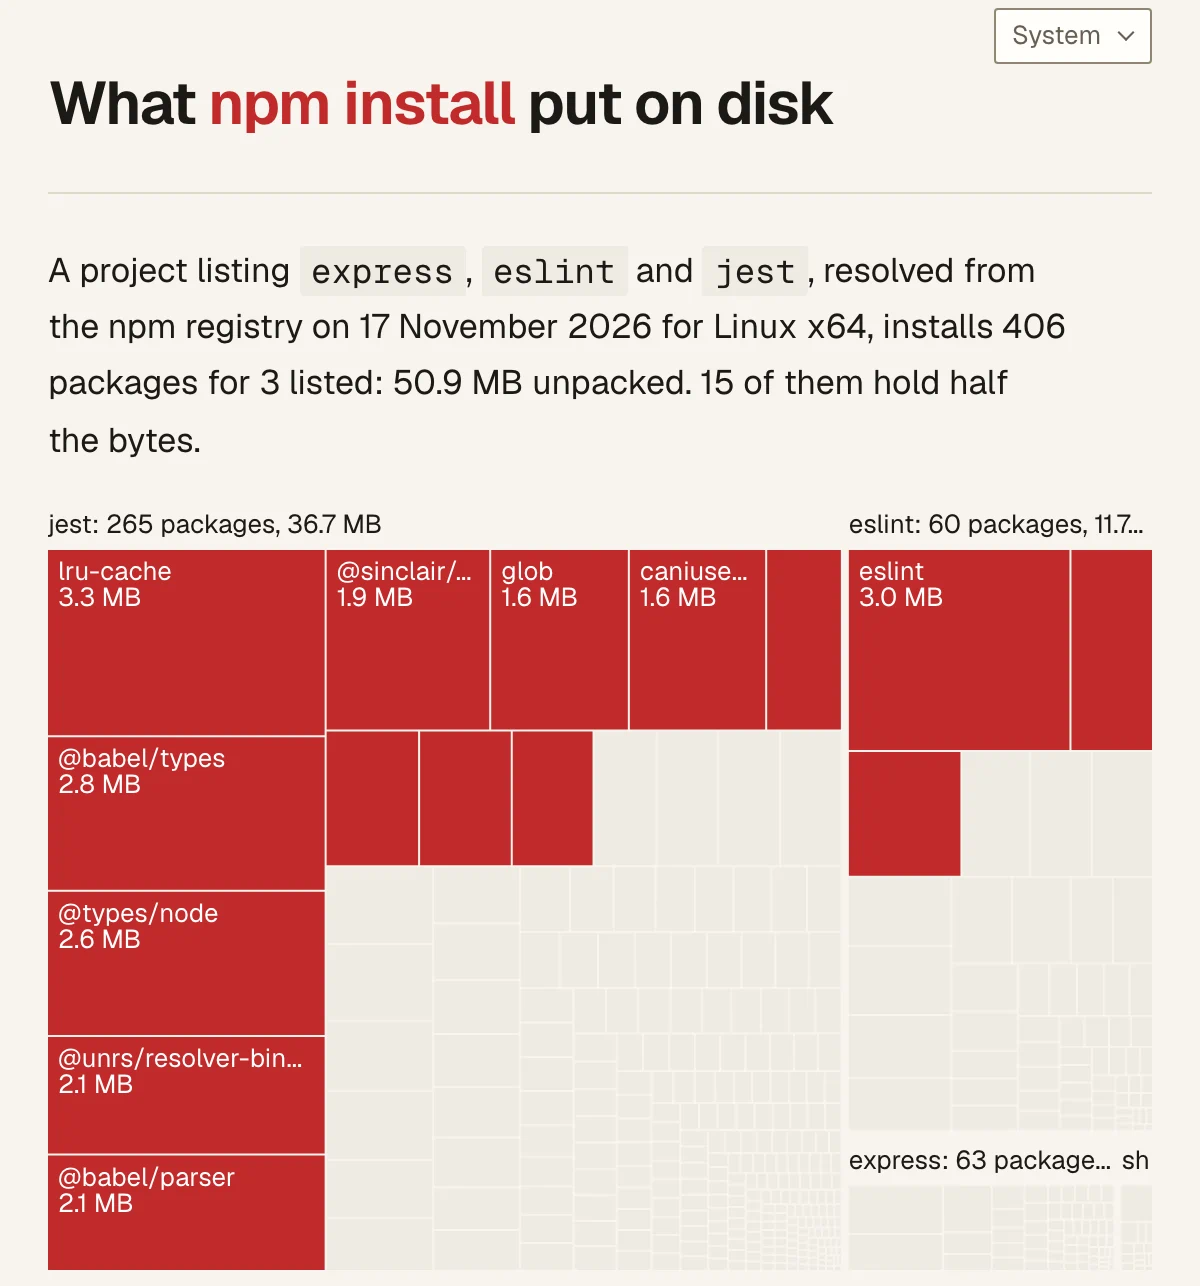 System
What npm install put on disk
A project listing express, eslint and jest, resolved from
the npm registry on 17 November 2026 for Linux x64, installs 406
packages for 3 listed: 50.9 MB unpacked. 15 of them hold half
the bytes.
jest: 265 packages, 36.7 MB
eslint: 60 packages, 11.7...
lru-cache
3.3 MB
@sinclair/...
1.9 MB
glob
1.6 MB
caniuse...
1.6 MB
eslint
3.0 MB
@babel/types
2.8 MB
@types/node
2.6 MB
@unrs/resolver-bin...
2.1 MB
@babel/parser
2.1 MB
express: 63 package...
sh